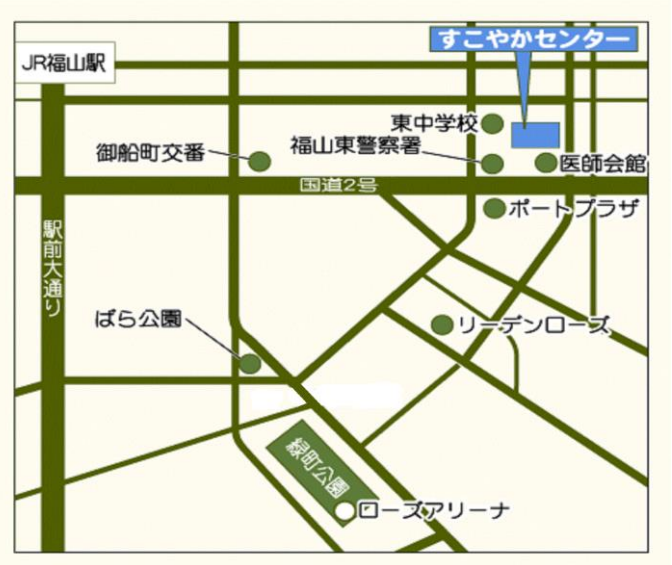 すこやかセンター
JR福山駅
東中学校
福山東警察署
御船町交番
医師会館
国道2号
ポートプラザ
駅前大通り
ばら公園
リーデンローズ
緑町公園
ローズアリーナ